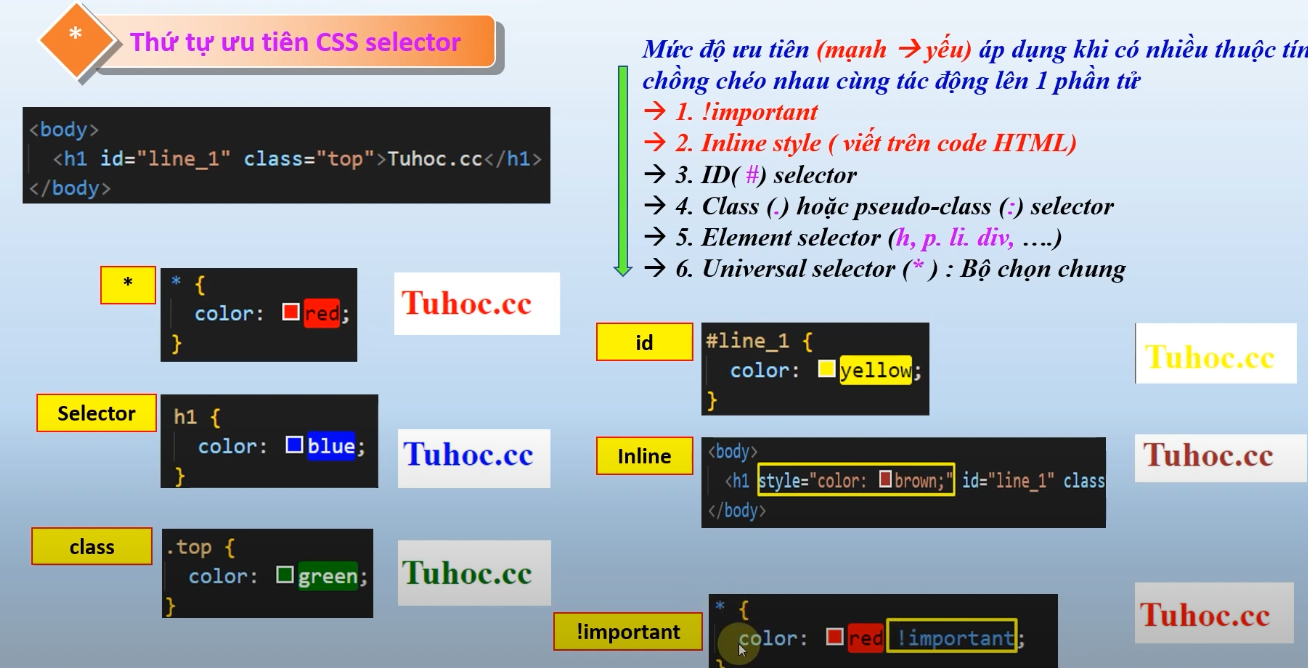 *
Thứ tự ưu tiên CSS selector
<body>
<h1 id="line_1" class="top">Tuhoc.cc</h1>
</body>
Mức độ ưu tiên (mạnh → yếu) áp dụng khi có nhiều thuộc tín
chồng chéo nhau cùng tác động lên 1 phần tử
→ 1. !important
→ 2. Inline style ( viết trên code HTML)
→ 3. ID( #) selector
→ 4. Class (.) hoặc pseudo-class (:) selector
→ 5. Element selector (h, p. li. div, ….)
→ 6. Universal selector (* ) : Bộ chọn chung
*
* {
color: red;
}
Tuhoc.cc
Selector
h1 {
color: blue;
}
Tuhoc.cc
class
.top {
color: green;
}
Tuhoc.cc
id
#line_1 {
color: yellow;
}
Tuhoc.cc
Inline
<body>
<h1 style="color: brown;" id="line_1" class
</body>
Tuhoc.cc
!important
* {
color: red !important;
}
Tuhoc.cc